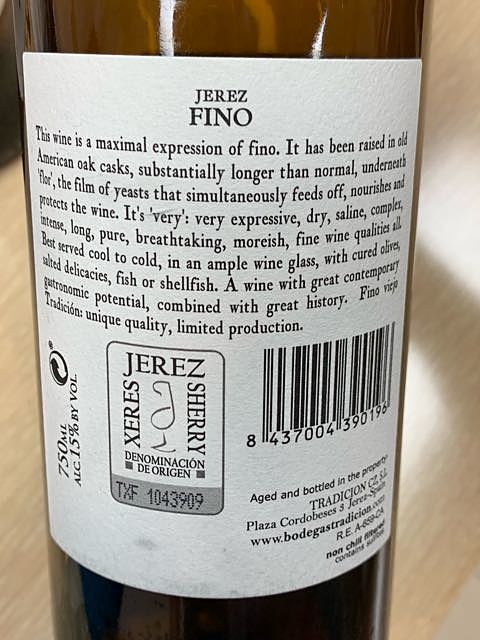 JEREZ
FINO
This wine is a maximal expression of fino. It has been raised in old
American oak casks, substantially longer than normal, underneath
'flor', the film of yeasts that simultaneously feeds off, nourishes and
protects the wine. It's 'very': very expressive, dry, saline, complex,
intense, long, pure, breathtaking, moreish, fine wine qualities all.
Best served cool to cold, in an ample wine glass, with cured olives,
salted delicacies, fish or shellfish. A wine with great contemporary
gastronomic potential, combined with great history. Fino viejo
Tradición: unique quality, limited production.
750ML
ALC. 15% BY VOL.
JEREZ
XERES
SHERRY
DENOMINACIÓN
DE ORIGEN
TXF 1043909
8 437004 390196
Aged and bottled in the property:
TRADICION CZ, S.L.
Plaza Cordobeses 3 Jerez-Spain
www.bodegastradicion.com
R.E. A-659-CA
non chill filtered
contains sulfites